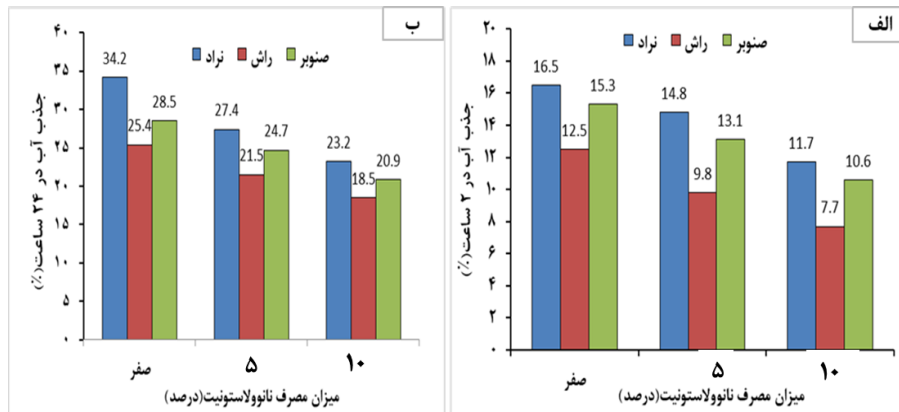 الف
جذب آب در ۲ ساعت(٪)
۲۰
۱۸
۱۶
۱۴
۱۲
۱۰
۸
۶
۴
۲
۰
نراد راش صنوبر
16.5 12.5 15.3
14.8 9.8 13.1
11.7 7.7 10.6
صفر ۵ ۱۰
میزان مصرف نانوولاستونیت(درصد)
ب
جذب آب در ۲۴ ساعت(٪)
۴۰
۳۵
۳۰
۲۵
۲۰
۱۵
۱۰
۵
۰
نراد راش صنوبر
34.2 25.4 28.5
27.4 21.5 24.7
23.2 18.5 20.9
صفر ۵ ۱۰
میزان مصرف نانوولاستونیت(درصد)